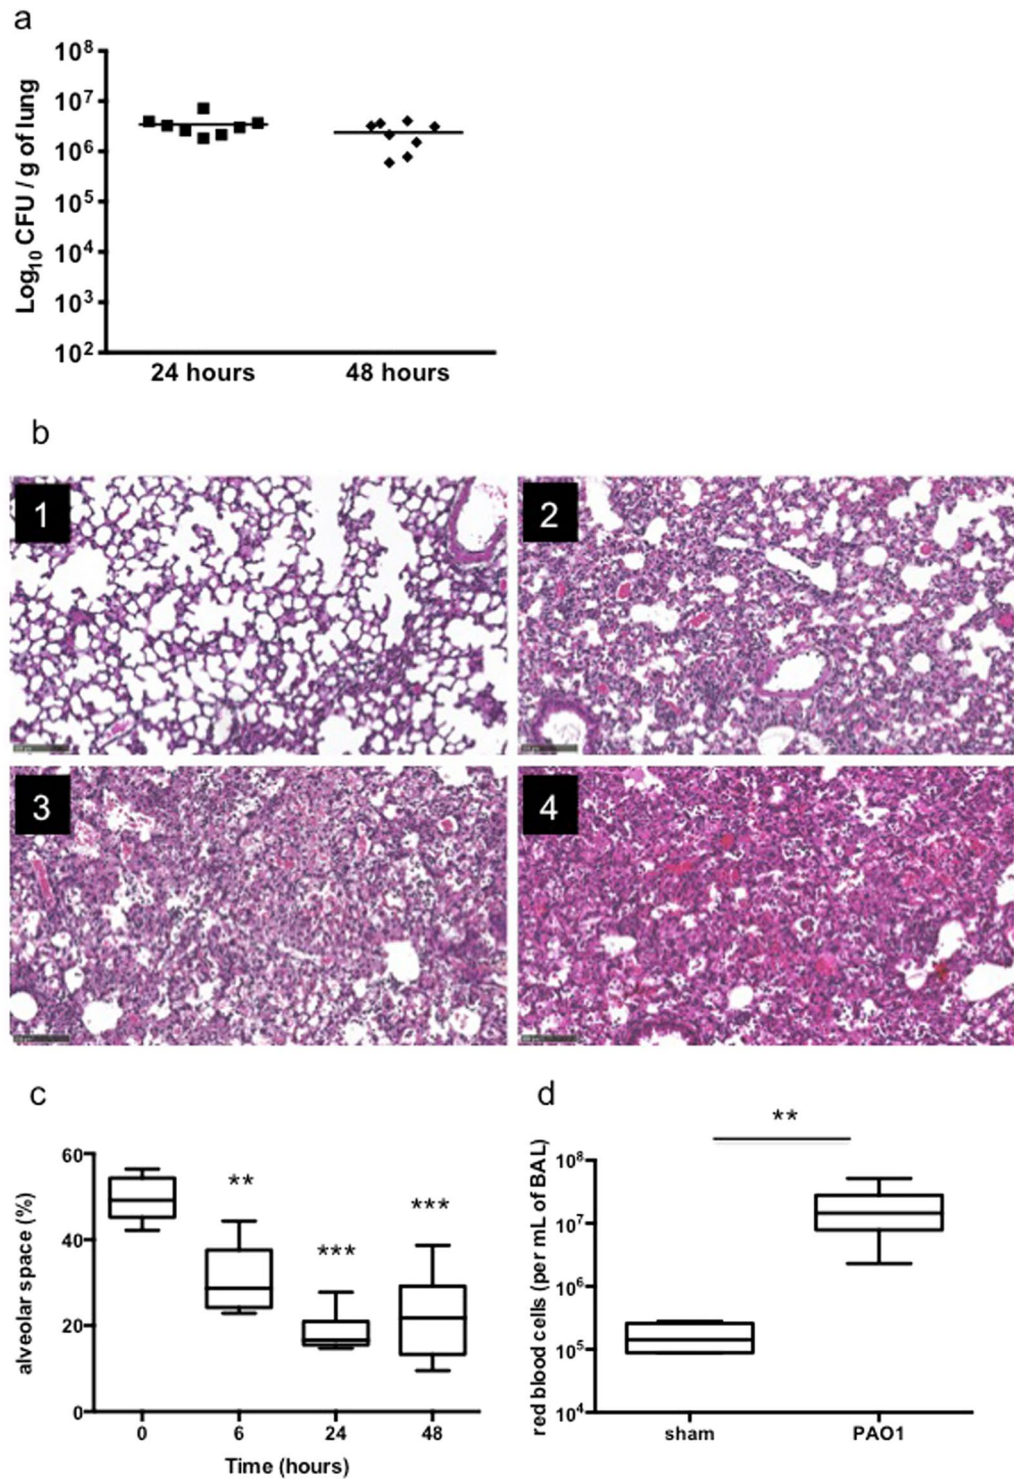 a
Log₁₀ CFU / g of lung
10⁸
10⁷
10⁶
10⁵
10⁴
10³
10²
24 hours 48 hours
b
1
2
3
4
c
alveolar space (%)
60
40
20
0
**
***
***
0 6 24 48
Time (hours)
d
**
red blood cells (per mL of BAL)
10⁸
10⁷
10⁶
10⁵
10⁴
sham PAO1